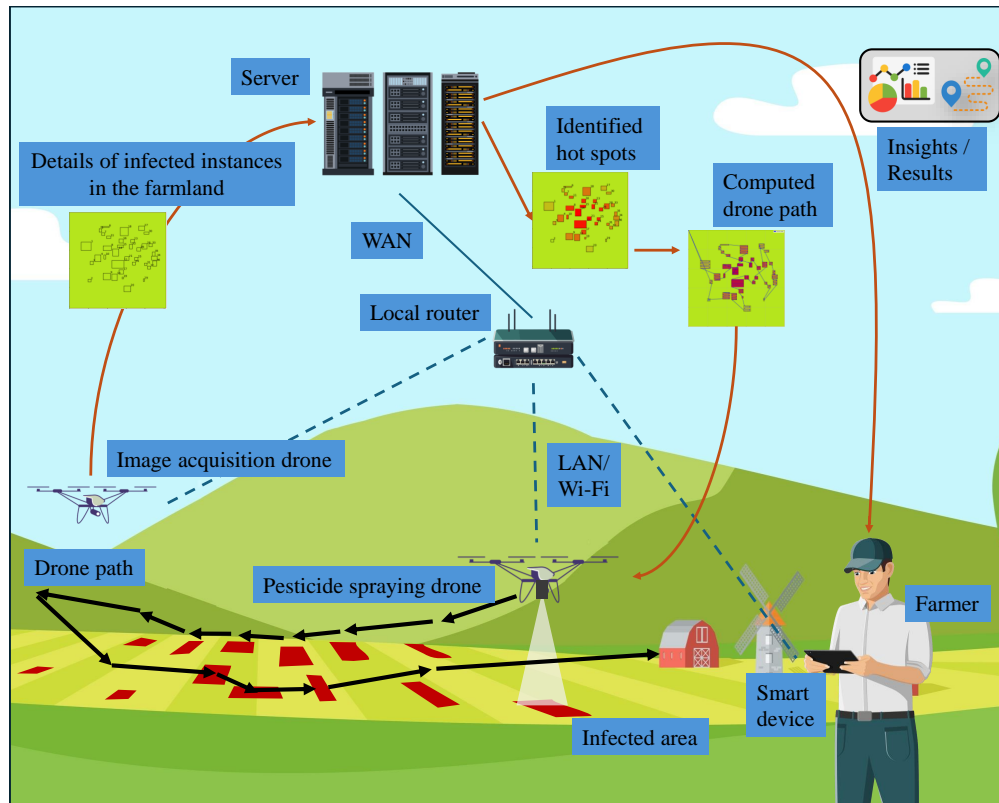 Server
Details of infected instances
in the farmland
Identified
hot spots
Insights /
Results
Computed
drone path
WAN
Local router
Image acquisition drone
LAN/
Wi-Fi
Drone path
Pesticide spraying drone
Farmer
Smart
device
Infected area